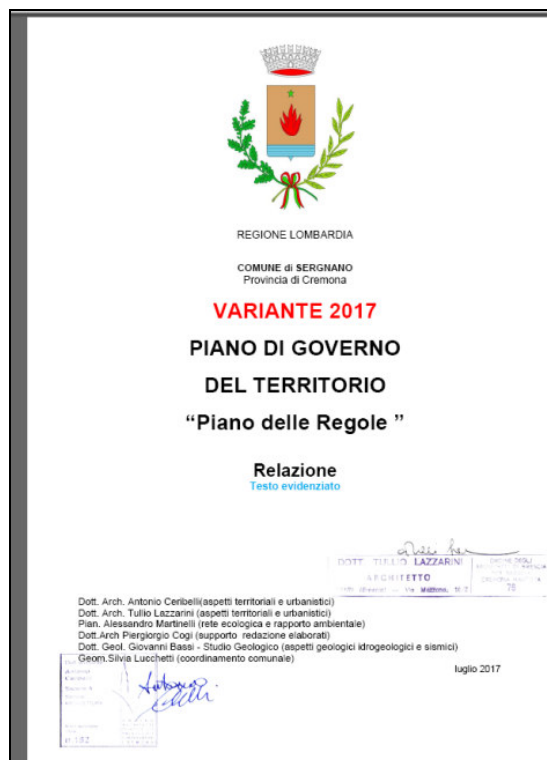 REGIONE LOMBARDIA
COMUNE di SERGNANO
Provincia di Cremona
VARIANTE 2017
PIANO DI GOVERNO
DEL TERRITORIO
“Piano delle Regole ”
Relazione
Testo evidenziato
DOTT. TULLIO LAZZARINI
ARCHITETTO
Dott. Arch. Antonio Ceribelli(aspetti territoriali e urbanistici)
Dott. Arch. Tullio Lazzarini (aspetti territoriali e urbanistici)
Pian. Alessandro Martinelli (rete ecologica e rapporto ambientale)
Dott.Arch Piergiorgio Cogi (supporto redazione elaborati)
Dott. Geol. Giovanni Bassi - Studio Geologico (aspetti geologici idrogeologici e sismici)
Geom.Silvia Lucchetti (coordinamento comunale)
luglio 2017